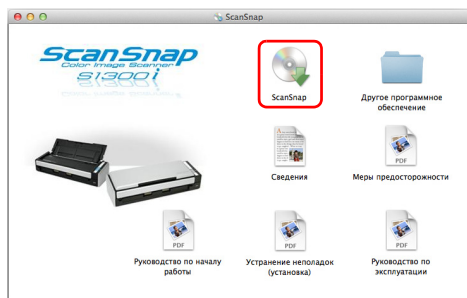 ScanSnap
ScanSnap
Color Image Scanner
S1300i
ScanSnap
Другое программное
обеспечение
Сведения
PDF
Меры предосторожности
PDF
Руководство по началу
работы
PDF
Устранение неполадок
(установка)
PDF
Руководство по
эксплуатации